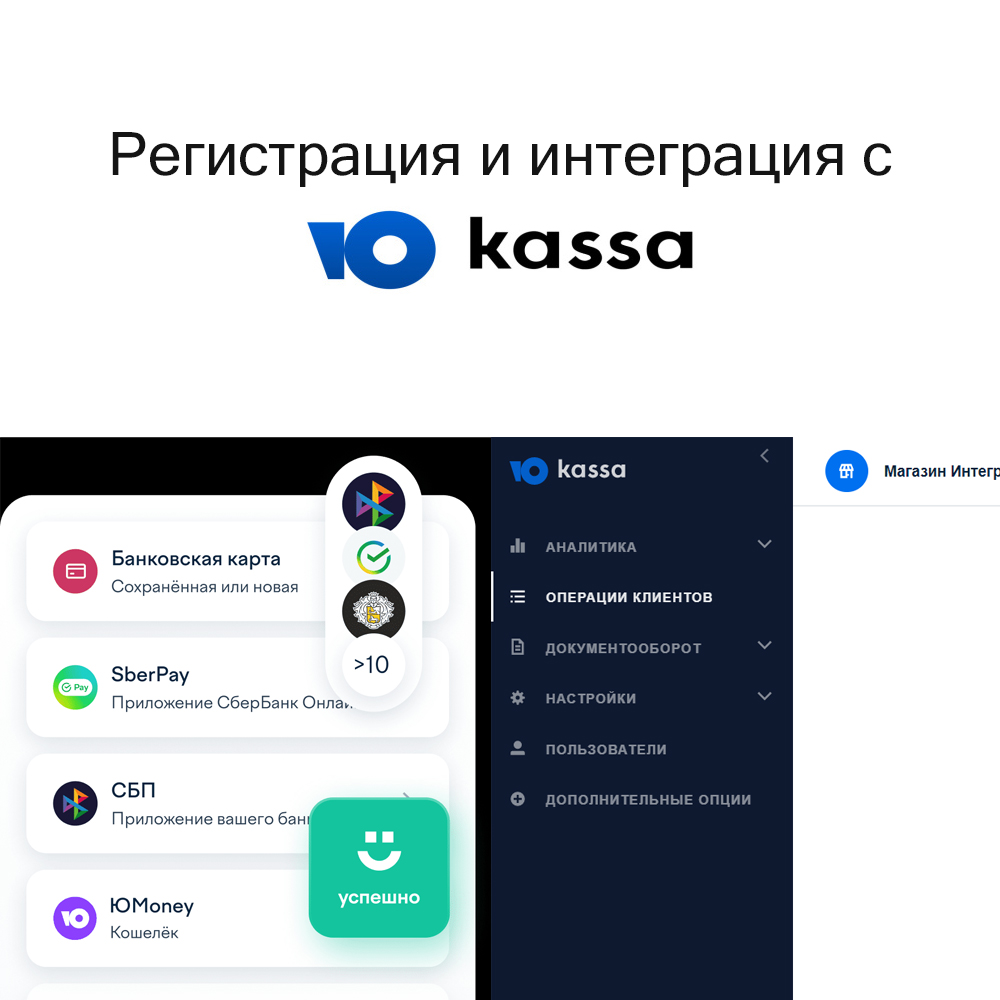 Регистрация и интеграция с
Ю kassa
Банковская карта
Сохранённая или новая
SberPay
Приложение СберБанк Онлай
СБП
Приложение вашего бан
ЮMoney
Кошелёк
Pay
Б
>10
успешно
Ю kassa
АНАЛИТИКА
ОПЕРАЦИИ КЛИЕНТОВ
ДОКУМЕНТООБОРОТ
НАСТРОЙКИ
ПОЛЬЗОВАТЕЛИ
ДОПОЛНИТЕЛЬНЫЕ ОПЦИИ
Магазин Интегр